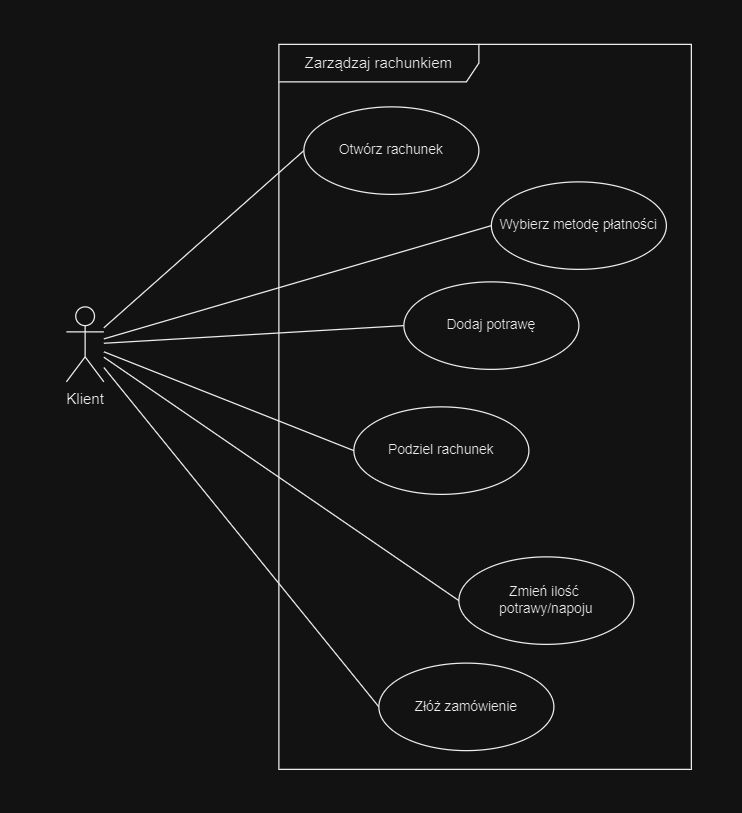 Zarządzaj rachunkiem
Otwórz rachunek
Wybierz metodę płatności
Dodaj potrawę
Klient
Podziel rachunek
Zmień ilość
potrawy/napoju
Złóż zamówienie